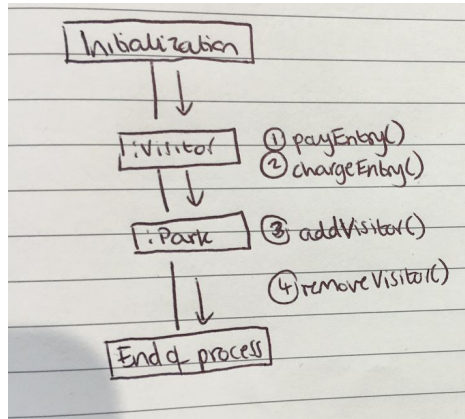 Initialization
:Visitor
① payEntry()
② chargeEntry()
:Park
③ addVisitor()
④ removeVisitor()
End of process